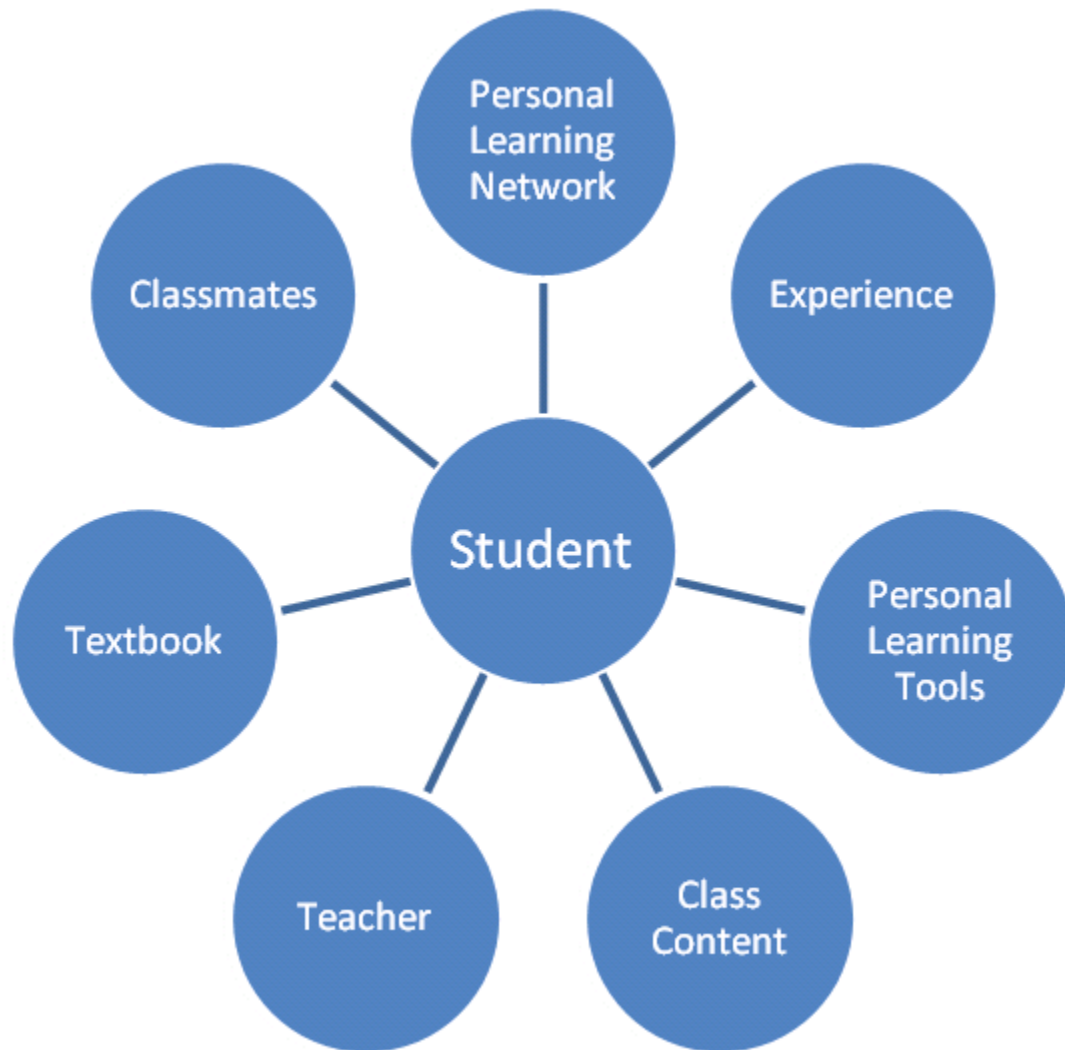 Personal
Learning
Network
Classmates
Experience
Student
Textbook
Personal
Learning
Tools
Teacher
Class
Content